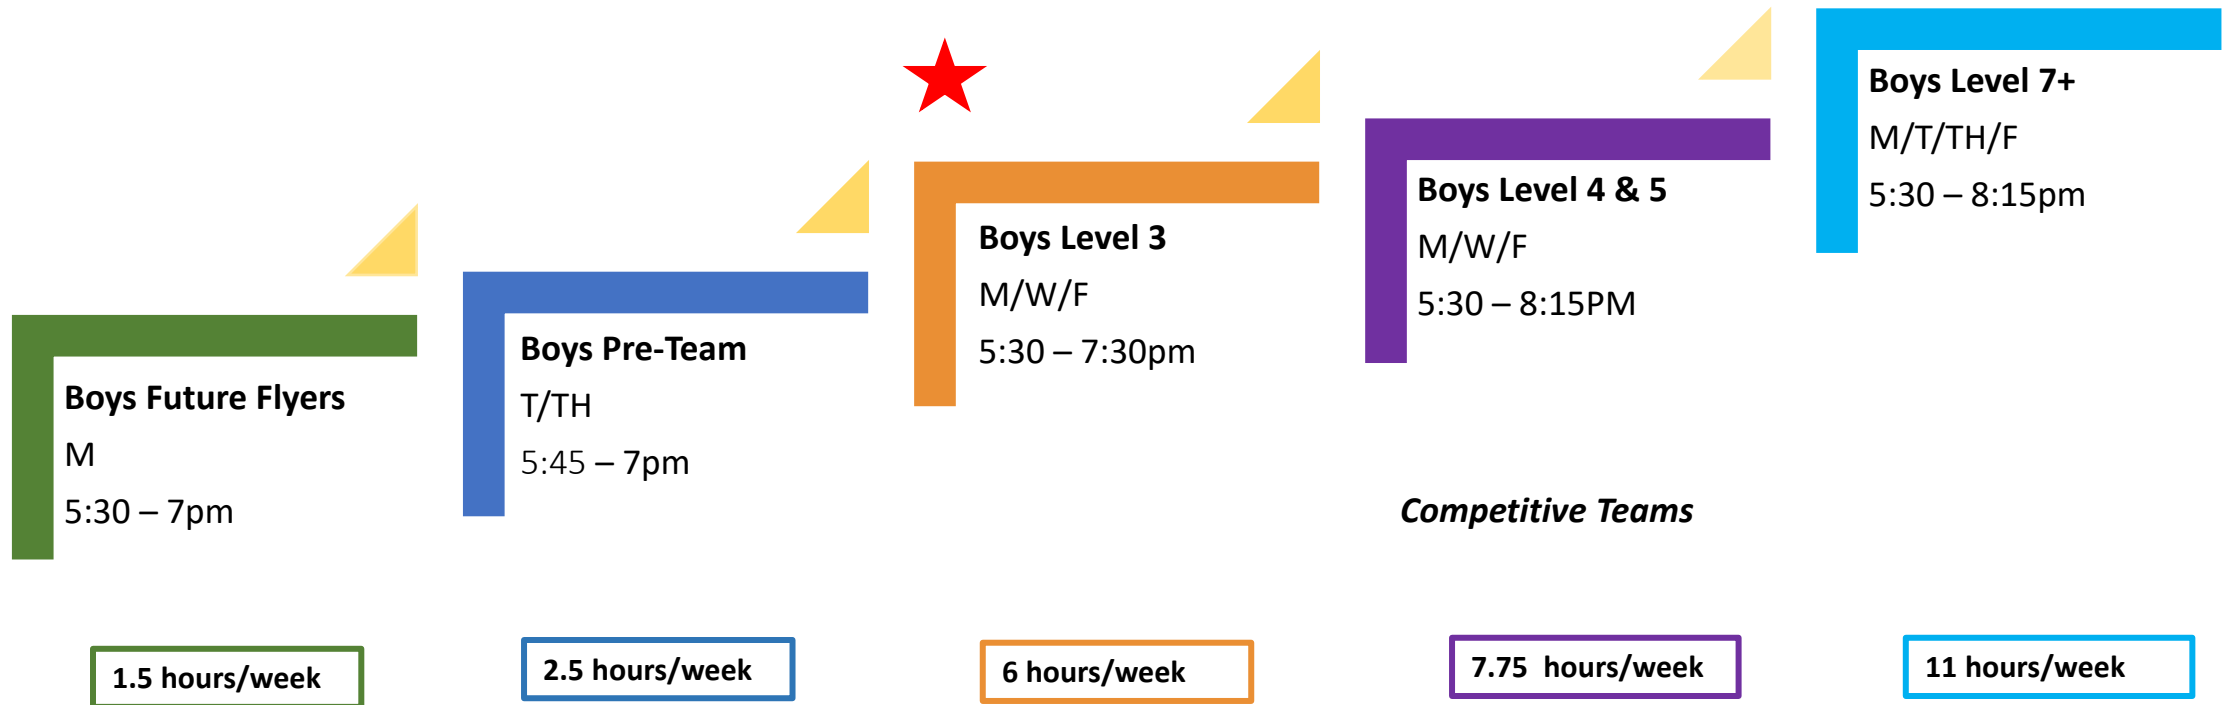 Boys Future Flyers
M
5:30 – 7pm
1.5 hours/week
Boys Pre-Team
T/TH
5:45 – 7pm
2.5 hours/week
Boys Level 3
M/W/F
5:30 – 7:30pm
6 hours/week
Boys Level 4 & 5
M/W/F
5:30 – 8:15PM
Competitive Teams
7.75 hours/week
Boys Level 7+
M/T/TH/F
5:30 – 8:15pm
11 hours/week